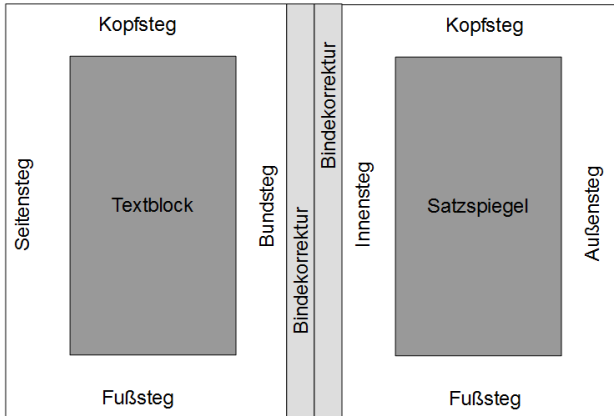 Kopfsteg
Seitensteg
Textblock
Bundsteg
Fußsteg
Bindekorrektur
Bindekorrektur
Kopfsteg
Innensteg
Satzspiegel
Außensteg
Fußsteg